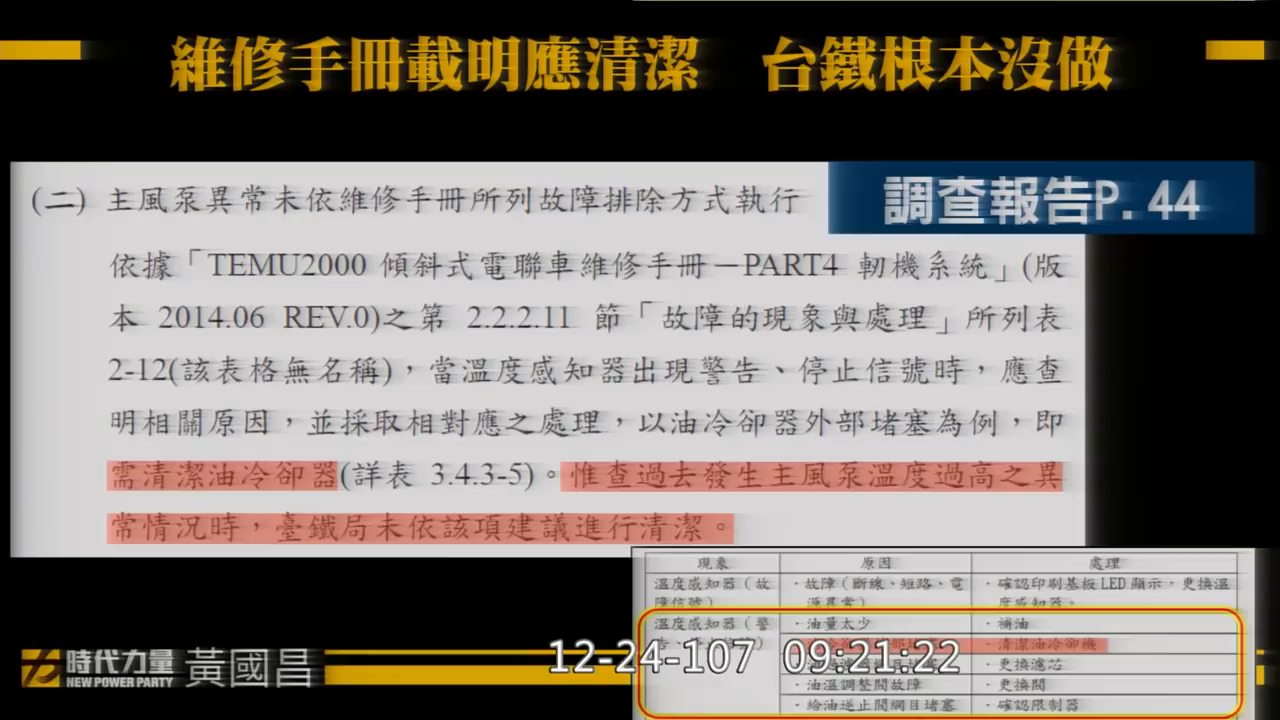 維修手冊載明應清潔 台鐵根本沒做
調查報告P.44
(二) 主風泵異常未依維修手冊所列故障排除方式執行
依據「TEMU2000 傾斜式電聯車維修手冊－PART4 軔機系統」(版
本 2014.06 REV.0)之第 2.2.2.11 節「故障的現象與處理」所列表
2-12(該表格無名稱)，當溫度感知器出現警告、停止信號時，應查
明相關原因，並採取相對應之處理，以油冷卻器外部堵塞為例，即
需清潔油冷卻器(詳表 3.4.3-5)。惟查過去發生主風泵溫度過高之異
常情況時，臺鐵局未依該項建議進行清潔。
現象 原因 處理
溫度感知器（故 ·故障（斷線、短路、電 ·確認印刷基板LED 顯示，更換溫
障信號） 源異常） 度感知器。
溫度感知器（警 ·油量太少 ·補油
·清潔油冷卻機
·更換濾芯
·油溫調整閥故障 ·更換閥
·給油逆止閥網目堵塞 ·確認限制器
12-24-107 09:21:22
時代力量 黃國昌
NEW POWER PARTY